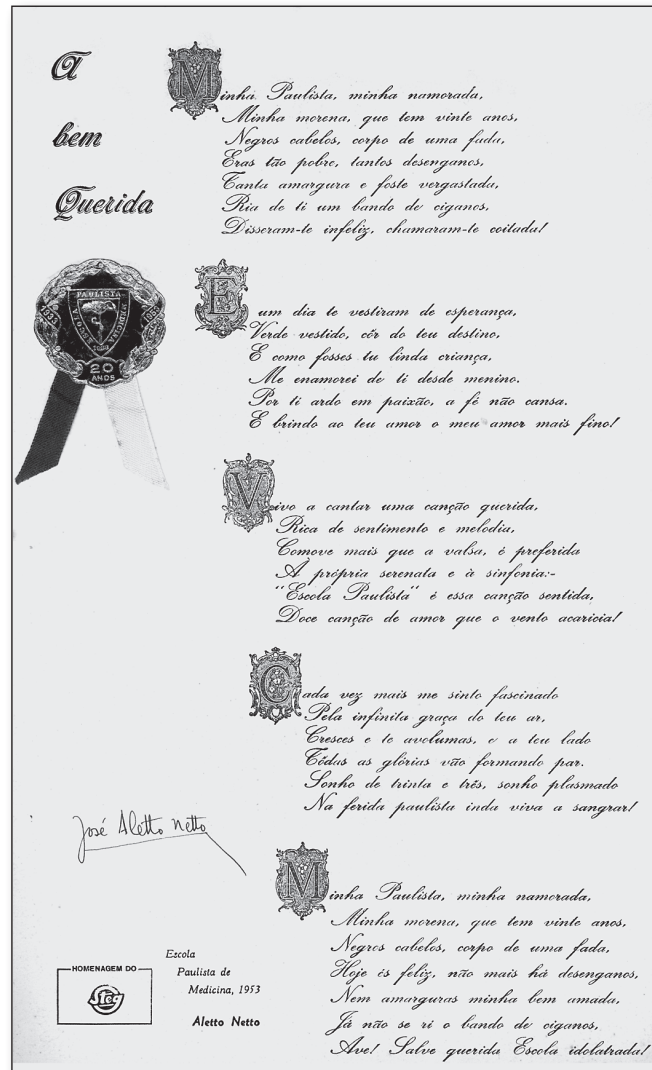 A
bem
Querida
Minha Paulista, minha namorada,
Minha morena, que tem vinte anos,
Negros cabelos, corpo de uma fada,
Eras tão pobre, tantos desenganos,
Tanta amargura e foste vergastada,
Ria de ti um bando de ciganos,
Disseram-te infeliz, chamaram-te coitada!
E um dia te vestiram de esperança,
Verde vestido, côr do teu destino,
E como fosses tu linda criança,
Me enamorei de ti desde menino.
Por ti ardo em paixão, a fé não cansa.
E brindo ao teu amor o meu amor mais fino!
PAULISTA
ESCOLA
MEDICINA
1933
1933
1953
20
ANOS
Vivo a cantar uma canção querida,
Rica de sentimento e melodia,
Comove mais que a valsa, é preferida
A própria serenata e à sinfonia:-
"Escola Paulista" é essa canção sentida,
Doce canção de amor que o vento acaricia!
Cada vez mais me sinto fascinado
Pela infinita graça do teu ar,
Cresces e te avolumas, e a teu lado
Tôdas as glórias vão formando par.
Sonho de trinta e três, sonho plasmado
Na ferida paulista inda viva a sangrar!
José Aletto Netto
Minha Paulista, minha namorada,
Minha morena, que tem vinte anos,
Negros cabelos, corpo de uma fada,
Hoje és feliz, não mais há desenganos,
Nem amarguras minha bem amada,
Já não se ri o bando de ciganos,
Ave! Salve querida Escola idolatrada!
HOMENAGEM DO
Escola
Paulista de
Medicina, 1953
Aletto Netto